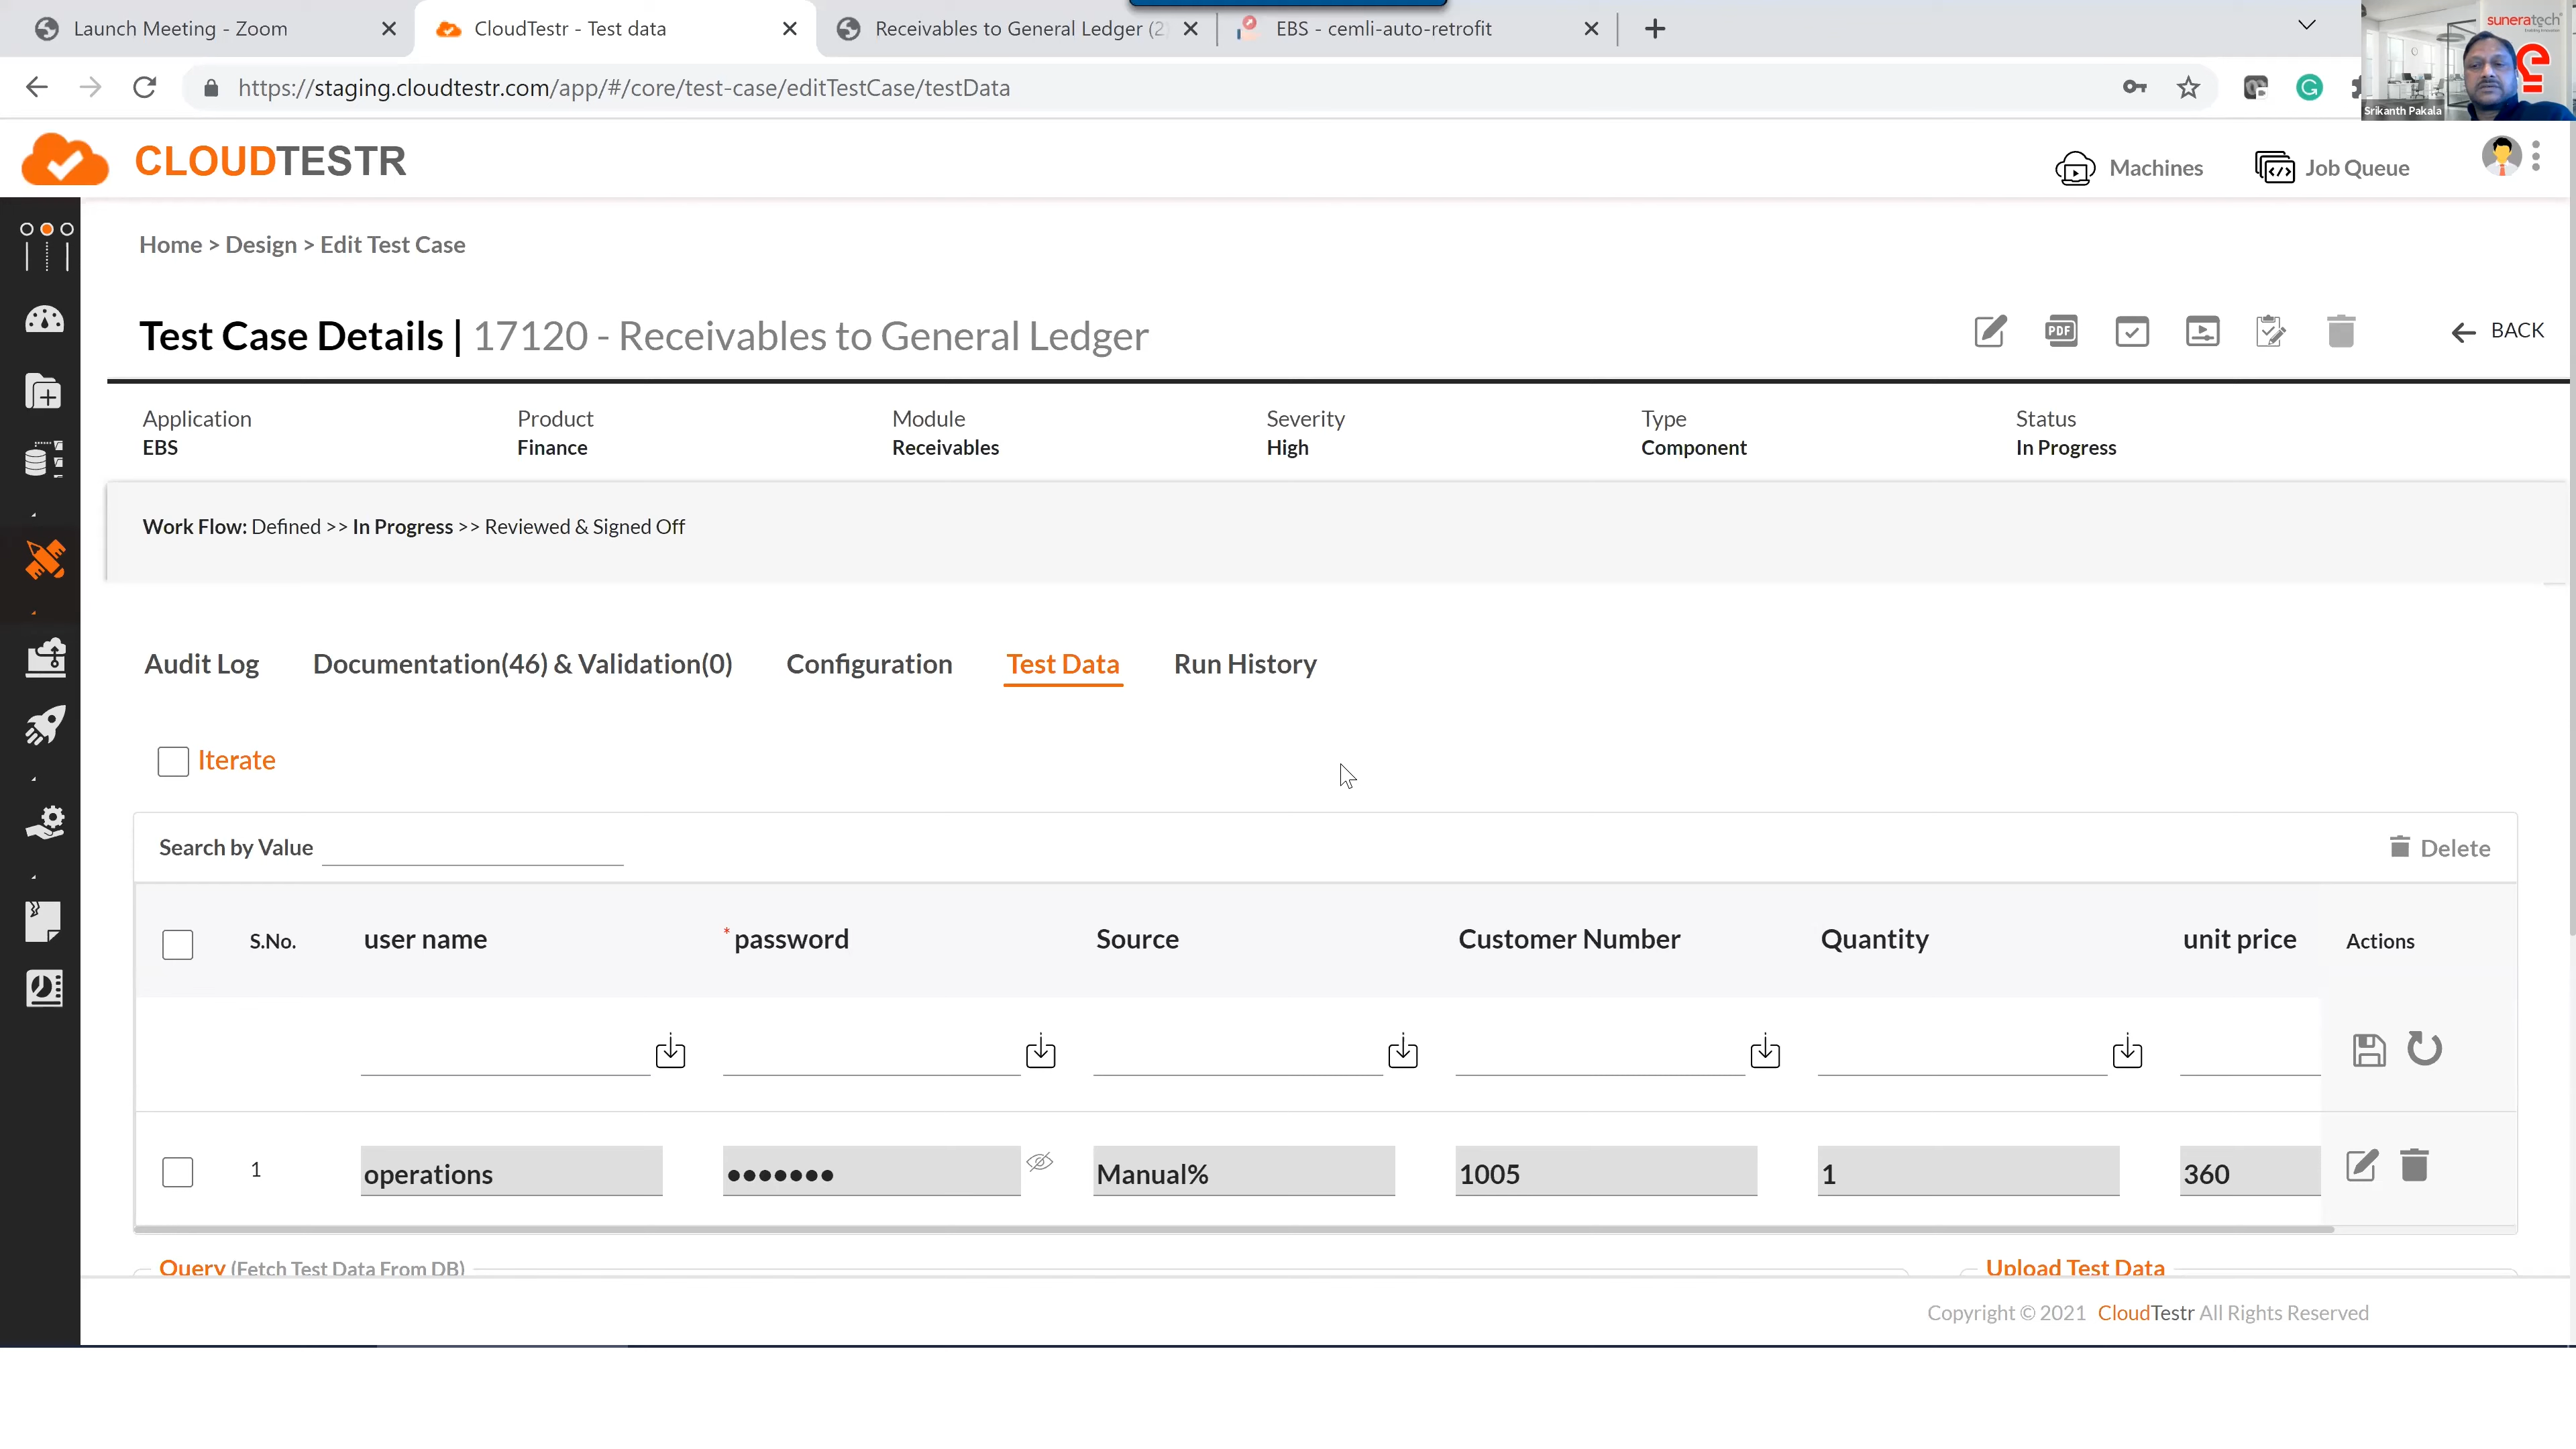 Launch Meeting - Zoom
CloudTestr - Test data
Receivables to General Ledger (2
EBS - cemli-auto-retrofit
https://staging.cloudtestr.com/app/#/core/test-case/editTestCase/testData
suneratech
Srikanth Pakala
CLOUDTESTR
Machines
Job Queue
Home > Design > Edit Test Case
Test Case Details | 17120 - Receivables to General Ledger
PDF
BACK
Application Product Module Severity Type Status
EBS Finance Receivables High Component In Progress
Work Flow: Defined >> In Progress >> Reviewed & Signed Off
Audit Log Documentation(46) & Validation(0) Configuration Test Data Run History
Iterate
Search by Value
Delete
S.No. user name *password Source Customer Number Quantity unit price Actions
1 operations ••••••• Manual% 1005 1 360
Query (Fetch Test Data From DB)
Upload Test Data
Copyright © 2021 CloudTestr All Rights Reserved